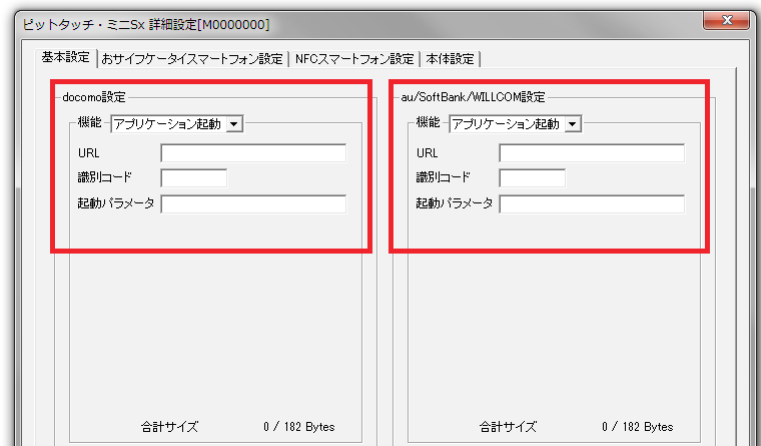 ピットタッチ・ミニSx 詳細設定[M0000000]
基本設定 おサイフケータイスマートフォン設定 NFCスマートフォン設定 本体設定
docomo設定
機能 アプリケーション起動
URL
識別コード
起動パラメータ
合計サイズ 0 / 182 Bytes
au/SoftBank/WILLCOM設定
機能 アプリケーション起動
URL
識別コード
起動パラメータ
合計サイズ 0 / 182 Bytes